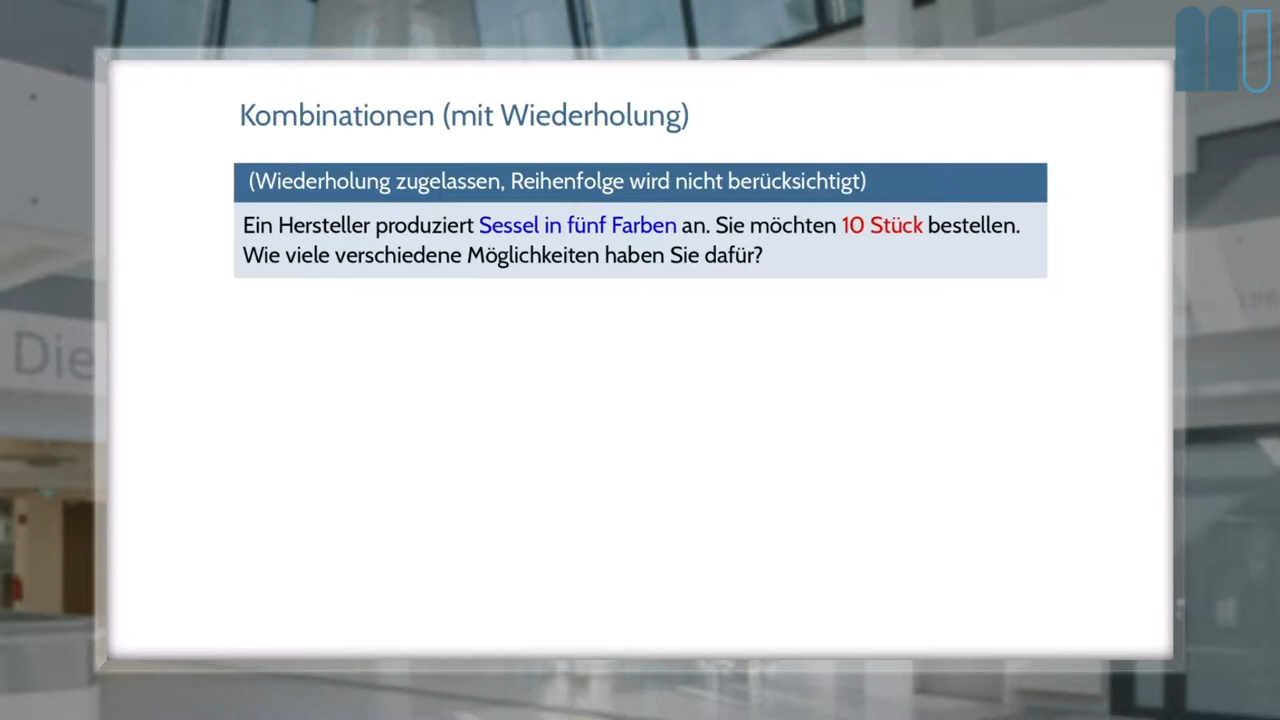 Kombinationen (mit Wiederholung)
(Wiederholung zugelassen, Reihenfolge wird nicht berücksichtigt)
Ein Hersteller produziert Sessel in fünf Farben an. Sie möchten 10 Stück bestellen.
Wie viele verschiedene Möglichkeiten haben Sie dafür?
Die